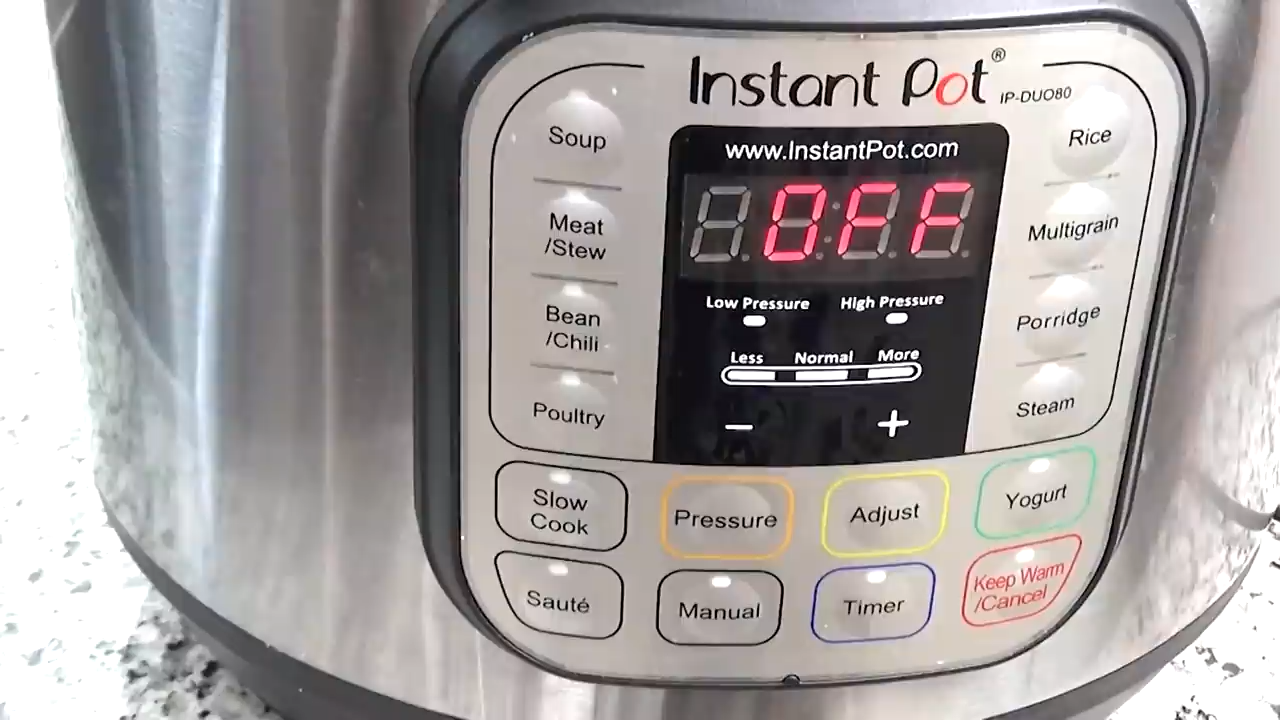 Instant Pot®
IP-DUO80
www.InstantPot.com
OFF
Low Pressure
High Pressure
Less Normal More
− +
Soup
Meat
/Stew
Bean
/Chili
Poultry
Rice
Multigrain
Porridge
Steam
Slow
Cook
Pressure
Adjust
Yogurt
Sauté
Manual
Timer
Keep Warm
/Cancel